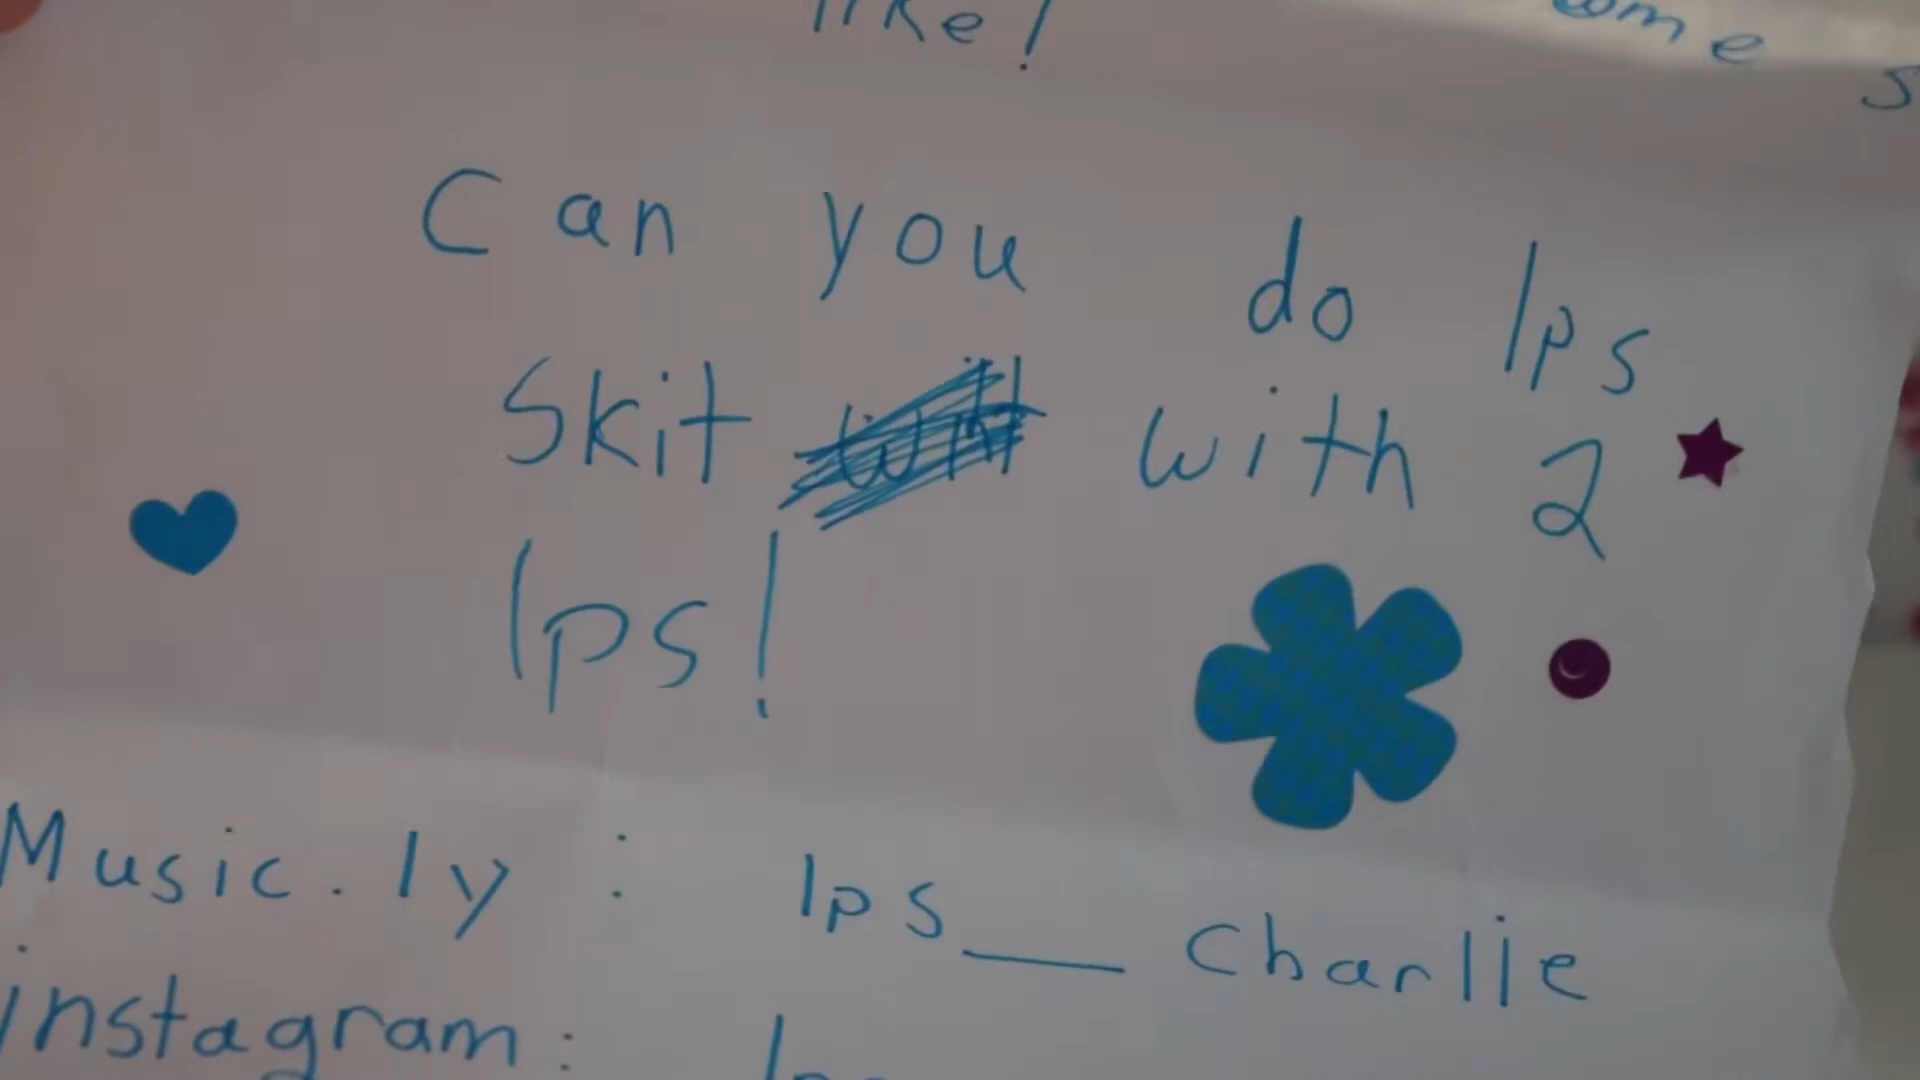 like!
Can you do lps
Skit with 2
lps!
Music.ly: lps__charlie
instagram: